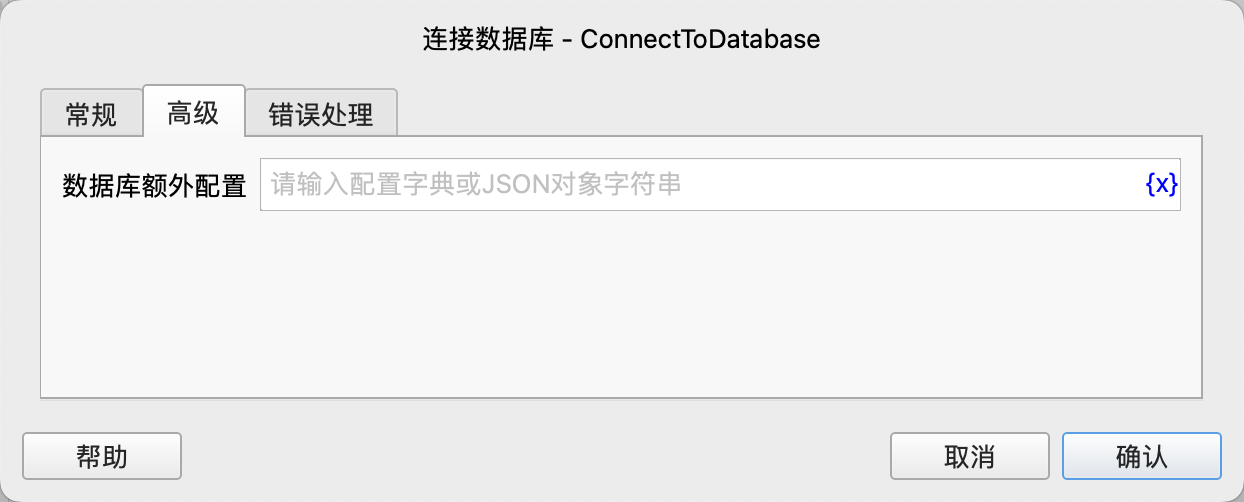 连接数据库 - ConnectToDatabase
常规 高级 错误处理
数据库额外配置 请输入配置字典或JSON对象字符串 {x}
帮助 取消 确认